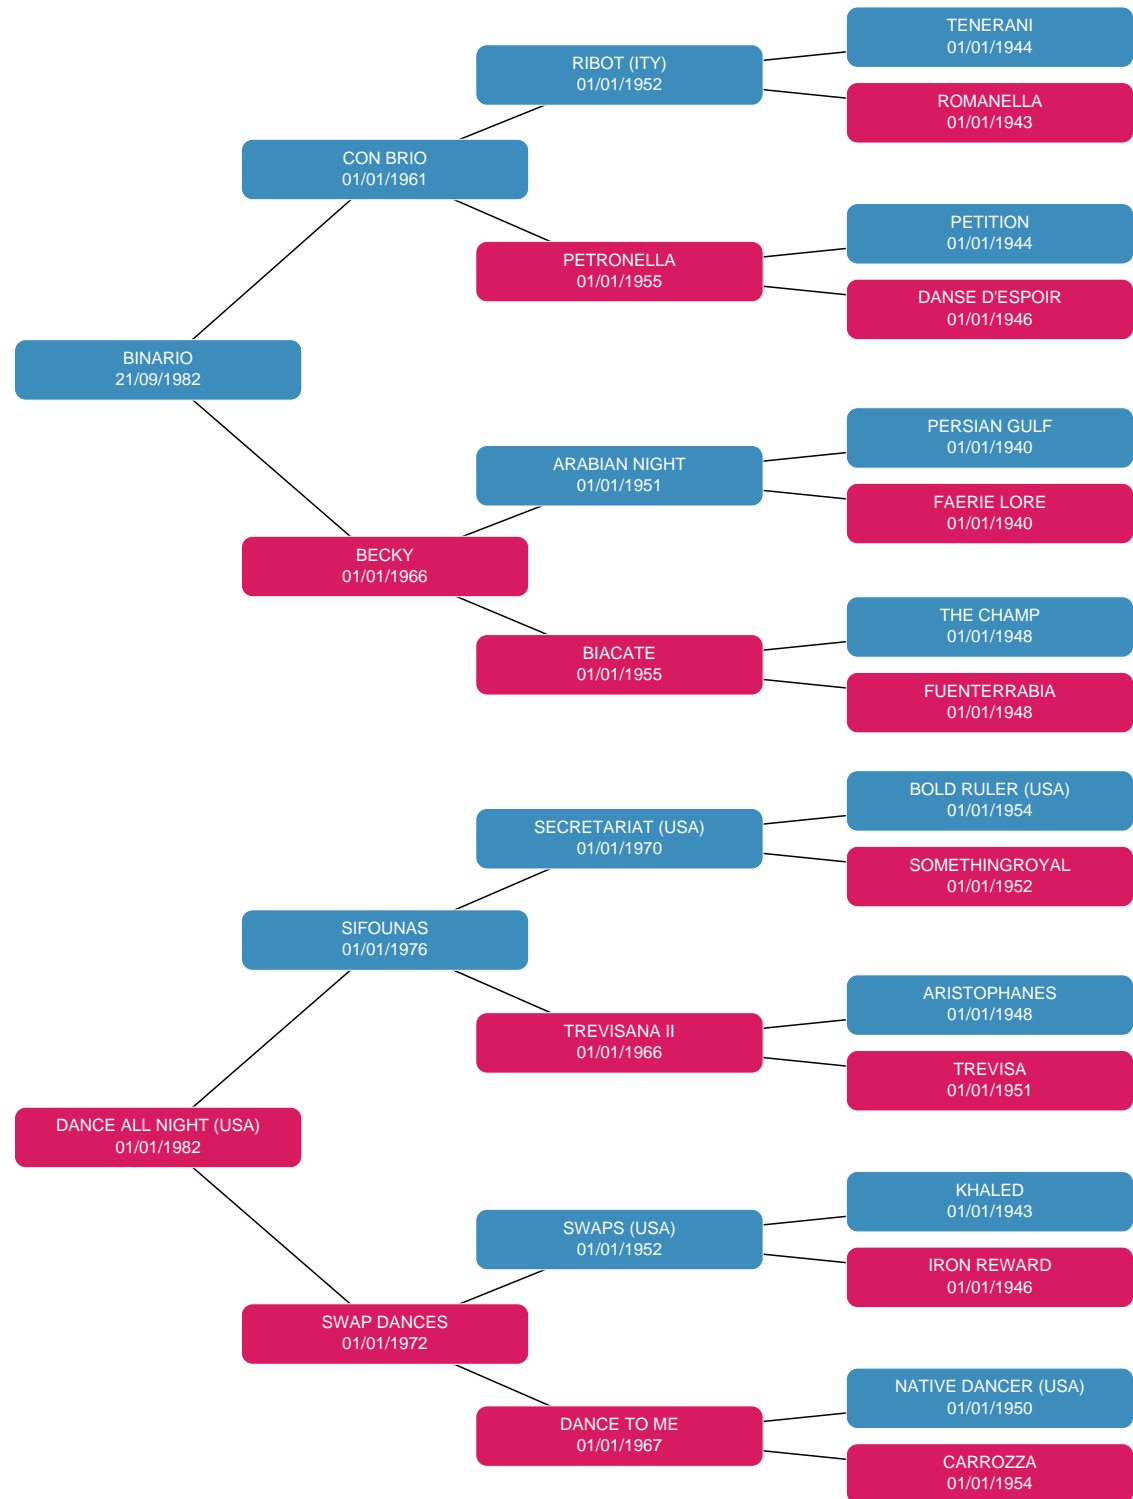 TENERANI
01/01/1944
RIBOT (ITY)
01/01/1952
ROMANELLA
01/01/1943
CON BRIO
01/01/1961
PETITION
01/01/1944
PETRONELLA
01/01/1955
DANSE D'ESPOIR
01/01/1946
BINARIO
21/09/1982
PERSIAN GULF
01/01/1940
ARABIAN NIGHT
01/01/1951
FAERIE LORE
01/01/1940
BECKY
01/01/1966
THE CHAMP
01/01/1948
BIACATE
01/01/1955
FUENTERRABIA
01/01/1948
BOLD RULER (USA)
01/01/1954
SECRETARIAT (USA)
01/01/1970
SOMETHINGROYAL
01/01/1952
SIFOUNAS
01/01/1976
ARISTOPHANES
01/01/1948
TREVISANA II
01/01/1966
TREVISA
01/01/1951
DANCE ALL NIGHT (USA)
01/01/1982
KHALED
01/01/1943
SWAPS (USA)
01/01/1952
IRON REWARD
01/01/1946
SWAP DANCES
01/01/1972
NATIVE DANCER (USA)
01/01/1950
DANCE TO ME
01/01/1967
CARROZZA
01/01/1954